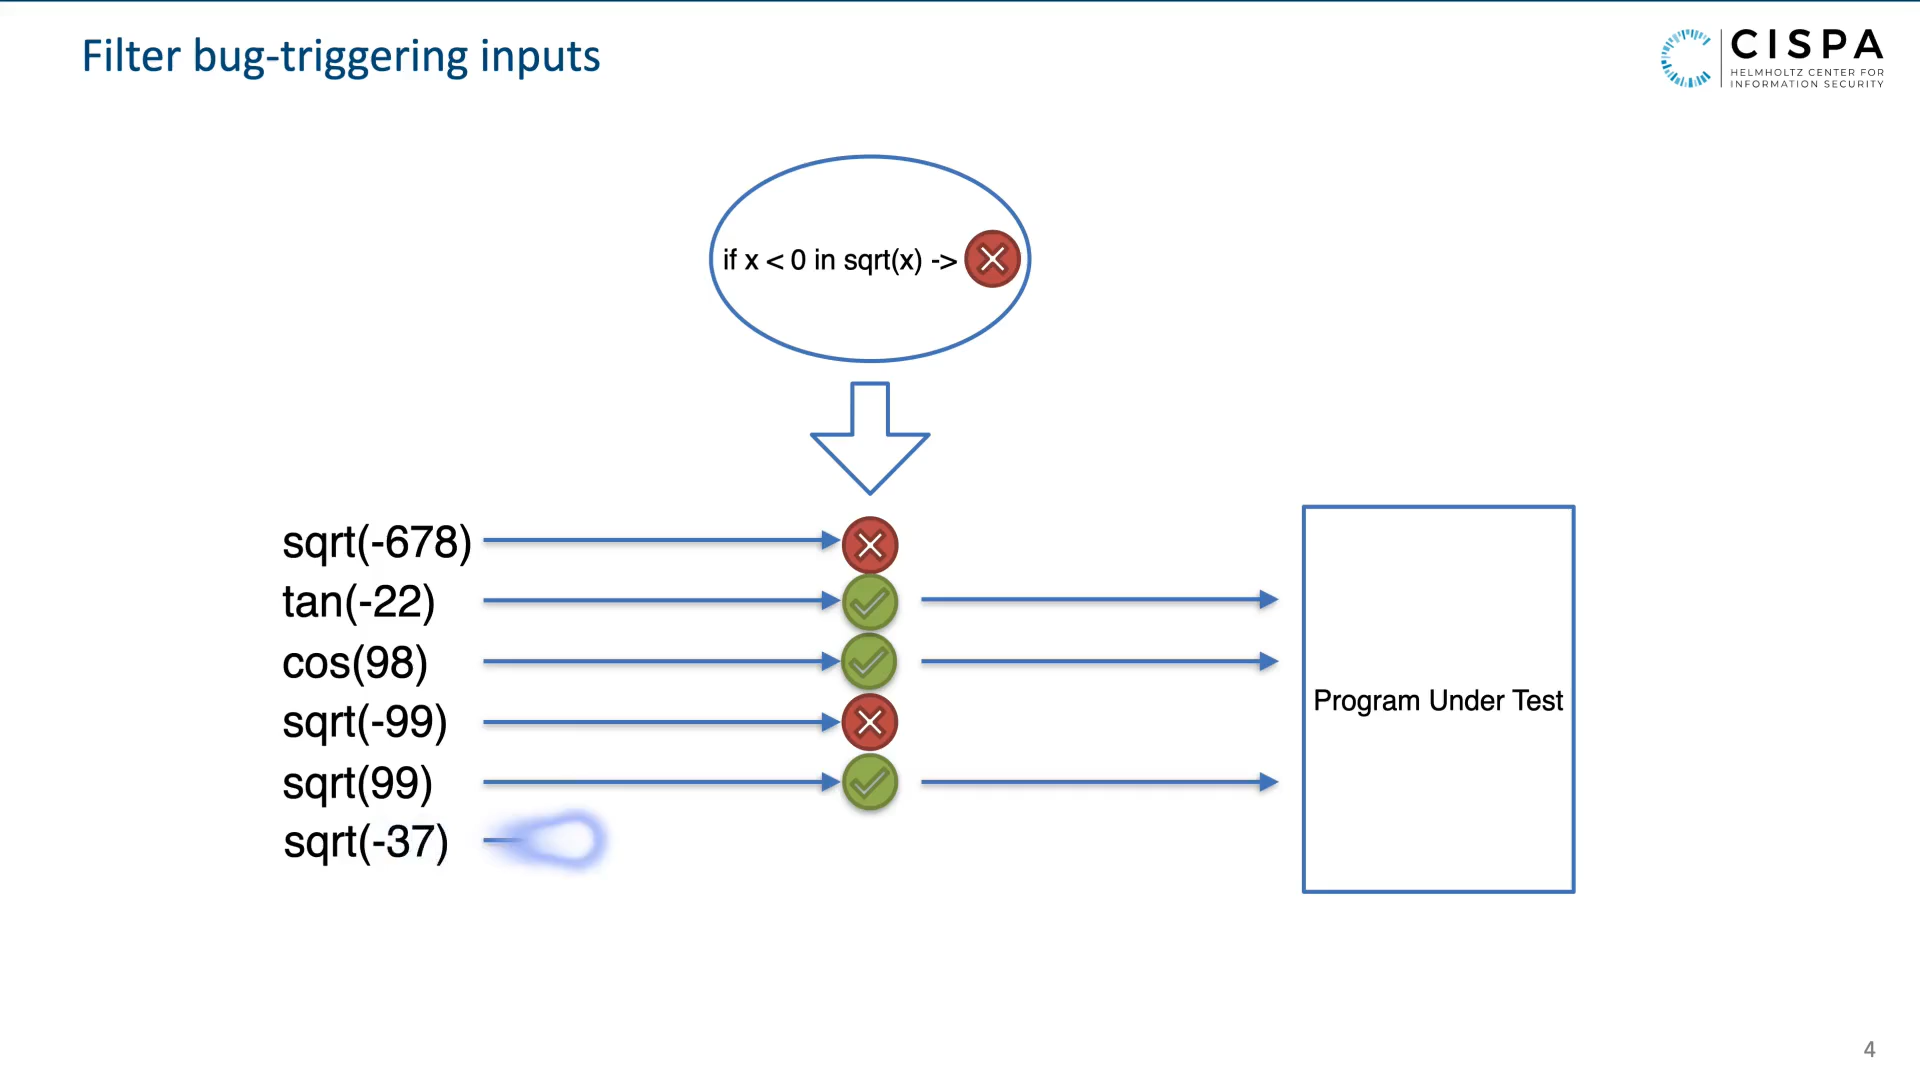 Filter bug-triggering inputs
CISPA
HELMHOLTZ CENTER FOR
INFORMATION SECURITY
if x < 0 in sqrt(x) ->
sqrt(-678)
tan(-22)
cos(98)
sqrt(-99)
sqrt(99)
sqrt(-37)
Program Under Test
4